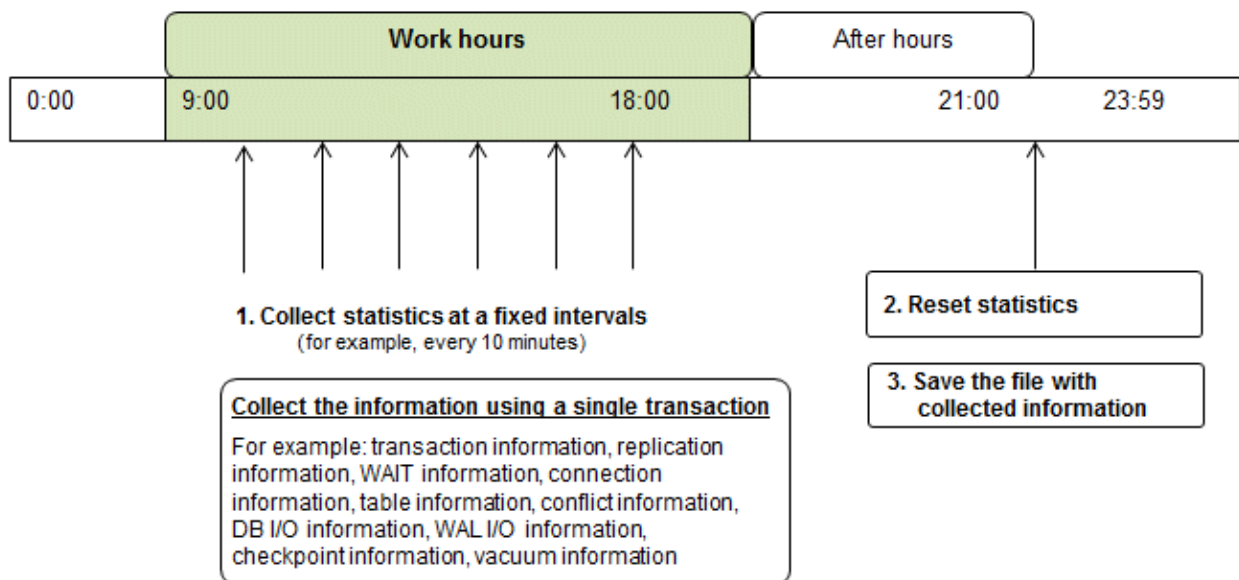 Work hours
After hours
0:00
9:00
18:00
21:00
23:59
1. Collect statistics at a fixed intervals
(for example, every 10 minutes)
Collect the information using a single transaction
For example: transaction information, replication
information, WAIT information, connection
information, table information, conflict information,
DB I/O information, WAL I/O information,
checkpoint information, vacuum information
2. Reset statistics
3. Save the file with
collected information